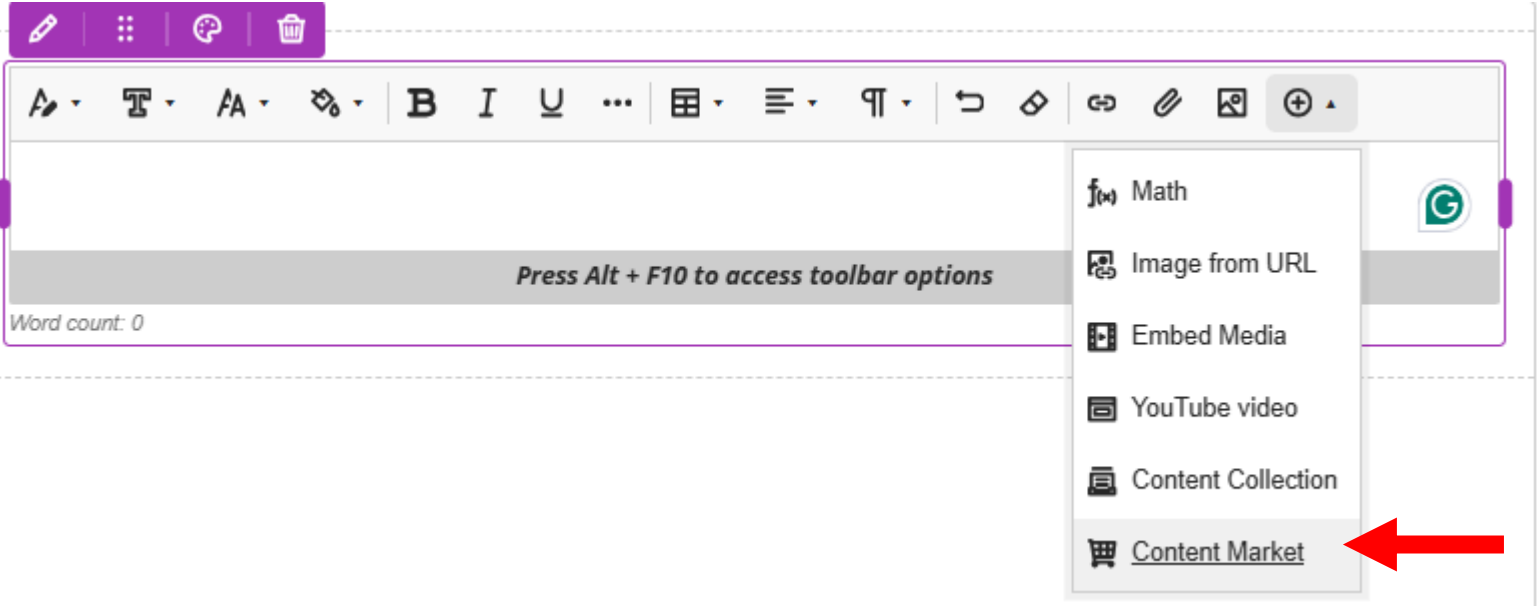 Math
Image from URL
Press Alt + F10 to access toolbar options
Word count: 0
Embed Media
YouTube video
Content Collection
Content Market